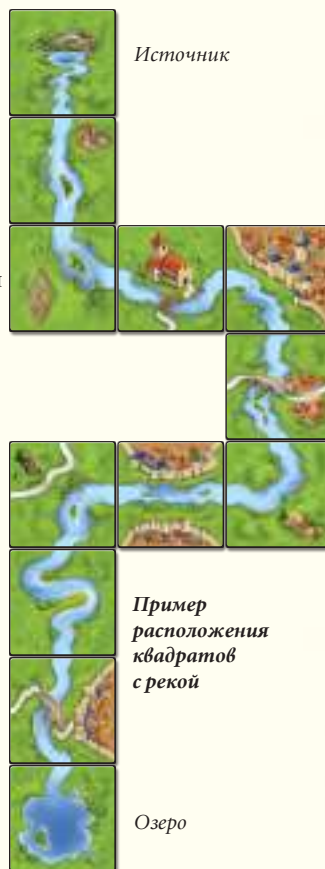 Источник
Пример
расположения
квадратов
с рекой
Озеро